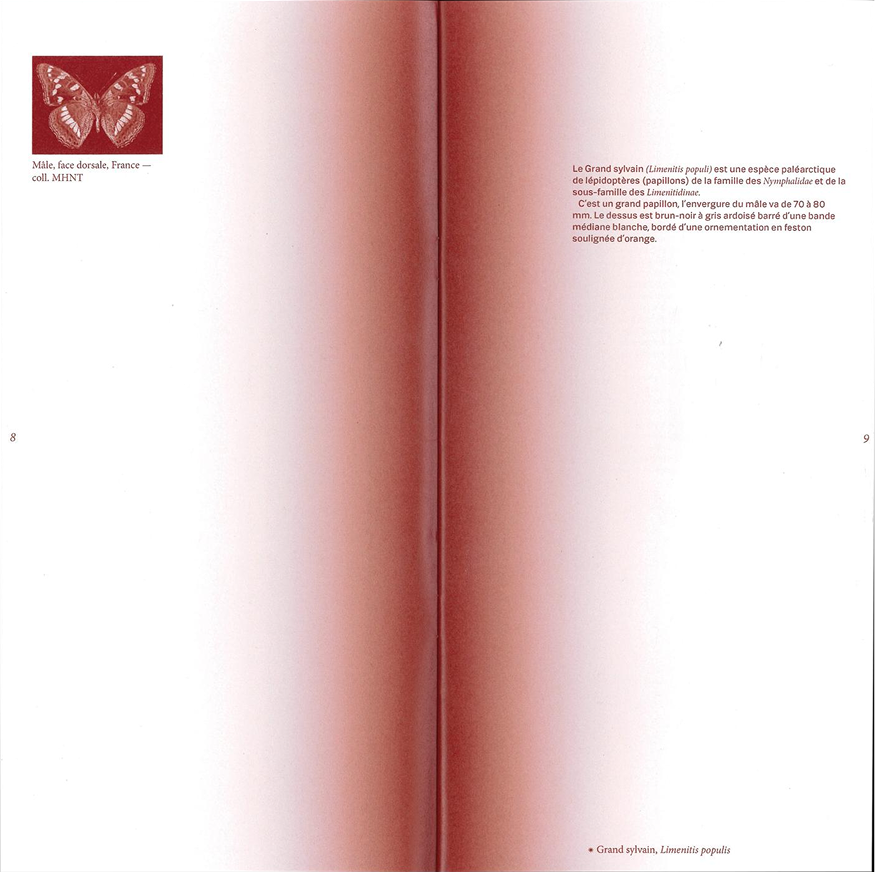 Mâle, face dorsale, France —
coll. MHNT
8
Le Grand sylvain (Limenitis populi) est une espèce paléarctique
de lépidoptères (papillons) de la famille des Nymphalidae et de la
sous-famille des Limenitidinae.
C'est un grand papillon, l'envergure du mâle va de 70 à 80
mm. Le dessus est brun-noir à gris ardoisé barré d'une bande
médiane blanche, bordé d'une ornementation en feston
soulignée d'orange.
9
* Grand sylvain, Limenitis populis